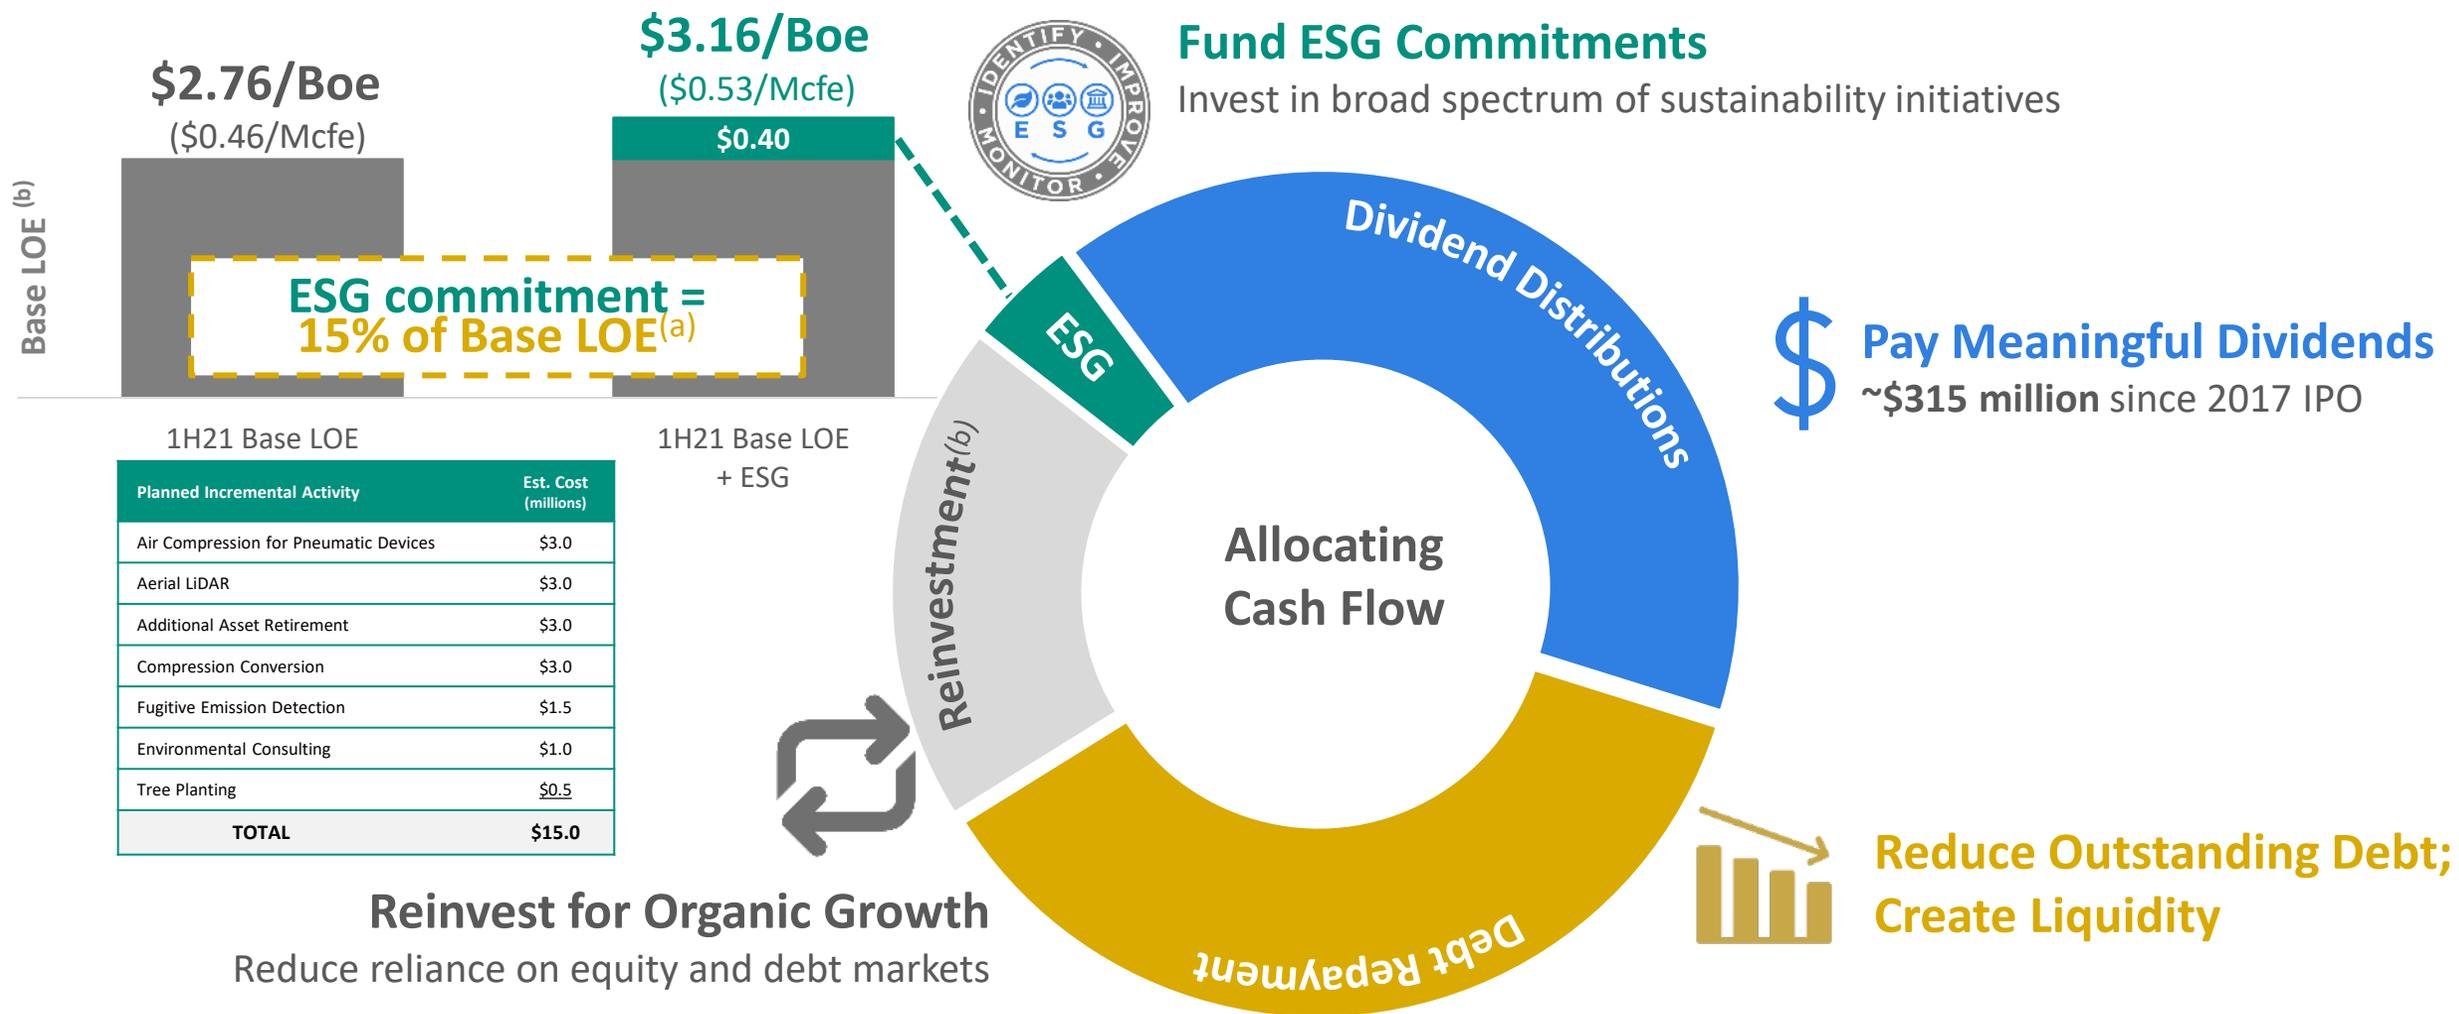 $2.76/Boe
($0.46/Mcfe)
$3.16/Boe
($0.53/Mcfe)
$0.40
Base LOE (b)
ESG commitment =
15% of Base LOE(a)
1H21 Base LOE
1H21 Base LOE
+ ESG
Planned Incremental Activity Est. Cost
(millions)
Air Compression for Pneumatic Devices $3.0
Aerial LiDAR $3.0
Additional Asset Retirement $3.0
Compression Conversion $3.0
Fugitive Emission Detection $1.5
Environmental Consulting $1.0
Tree Planting $0.5
TOTAL $15.0
IDENTIFY • IMPROVE • MONITOR •
E S G
Fund ESG Commitments
Invest in broad spectrum of sustainability initiatives
Dividend Distributions
ESG
Reinvestment(b)
Debt Repayment
Allocating
Cash Flow
Pay Meaningful Dividends
~$315 million since 2017 IPO
$
Reduce Outstanding Debt;
Create Liquidity
Reinvest for Organic Growth
Reduce reliance on equity and debt markets